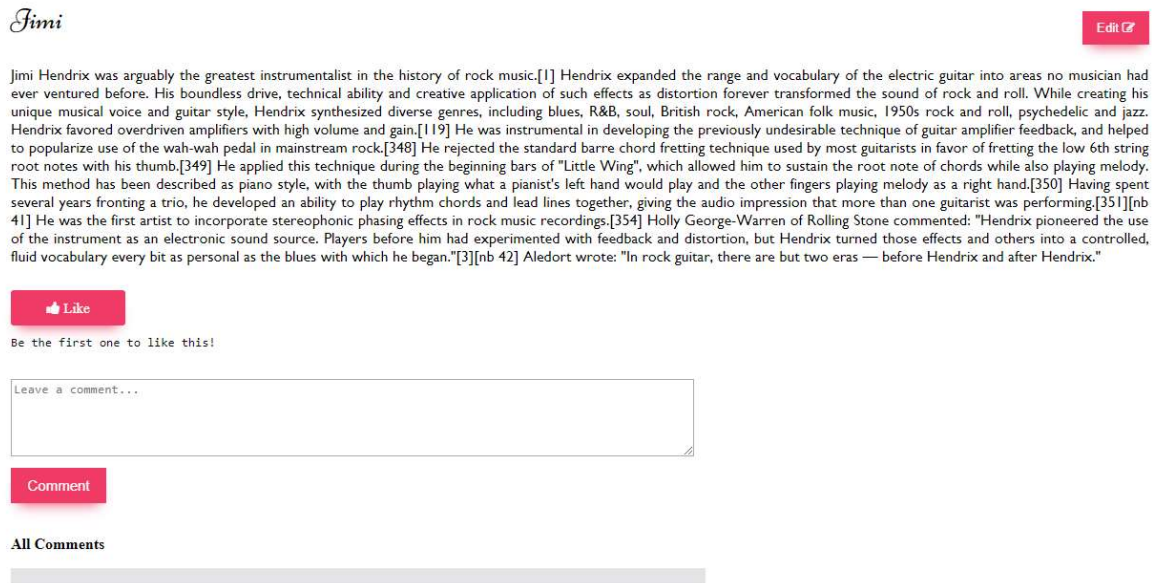 Jimi
Edit
Jimi Hendrix was arguably the greatest instrumentalist in the history of rock music.[1] Hendrix expanded the range and vocabulary of the electric guitar into areas no musician had
ever ventured before. His boundless drive, technical ability and creative application of such effects as distortion forever transformed the sound of rock and roll. While creating his
unique musical voice and guitar style, Hendrix synthesized diverse genres, including blues, R&B, soul, British rock, American folk music, 1950s rock and roll, psychedelic and jazz.
Hendrix favored overdriven amplifiers with high volume and gain.[119] He was instrumental in developing the previously undesirable technique of guitar amplifier feedback, and helped
to popularize use of the wah-wah pedal in mainstream rock.[348] He rejected the standard barre chord fretting technique used by most guitarists in favor of fretting the low 6th string
root notes with his thumb.[349] He applied this technique during the beginning bars of "Little Wing", which allowed him to sustain the root note of chords while also playing melody.
This method has been described as piano style, with the thumb playing what a pianist's left hand would play and the other fingers playing melody as a right hand.[350] Having spent
several years fronting a trio, he developed an ability to play rhythm chords and lead lines together, giving the audio impression that more than one guitarist was performing.[351][nb
41] He was the first artist to incorporate stereophonic phasing effects in rock music recordings.[354] Holly George-Warren of Rolling Stone commented: "Hendrix pioneered the use
of the instrument as an electronic sound source. Players before him had experimented with feedback and distortion, but Hendrix turned those effects and others into a controlled,
fluid vocabulary every bit as personal as the blues with which he began."[3][nb 42] Aledort wrote: "In rock guitar, there are but two eras — before Hendrix and after Hendrix."
Like
Be the first one to like this!
Leave a comment...
Comment
All Comments